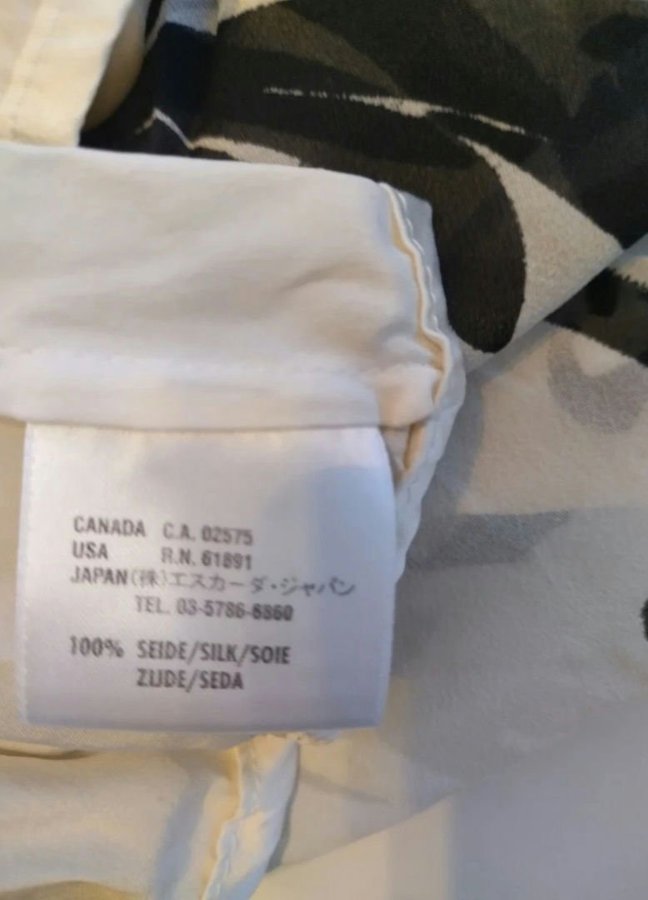 CANADA C.A. 02575
USA R.N. 61891
JAPAN(株)エスカーダ・ジャパン
TEL. 03-5786-6860
100% SEIDE/SILK/SOIE
ZIJDE/SEDA